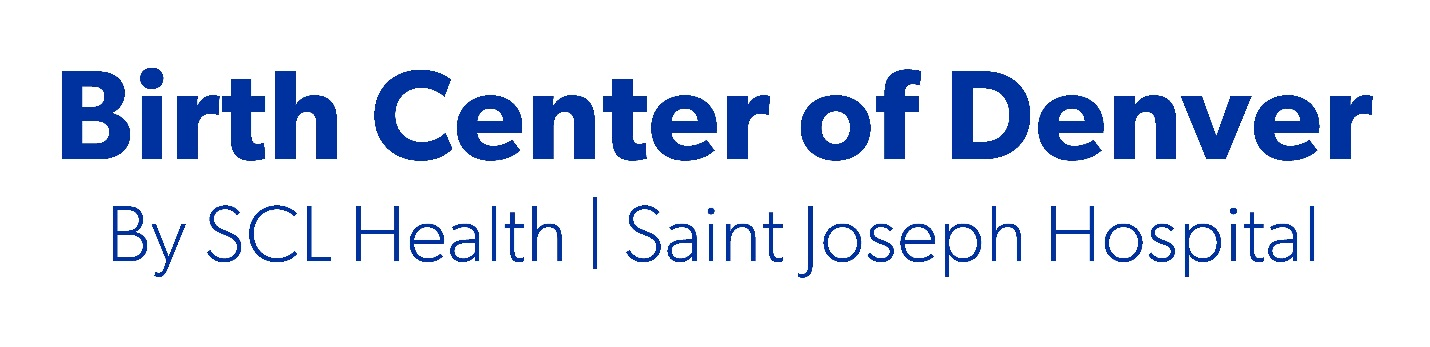 Birth Center of Denver
By SCL Health | Saint Joseph Hospital